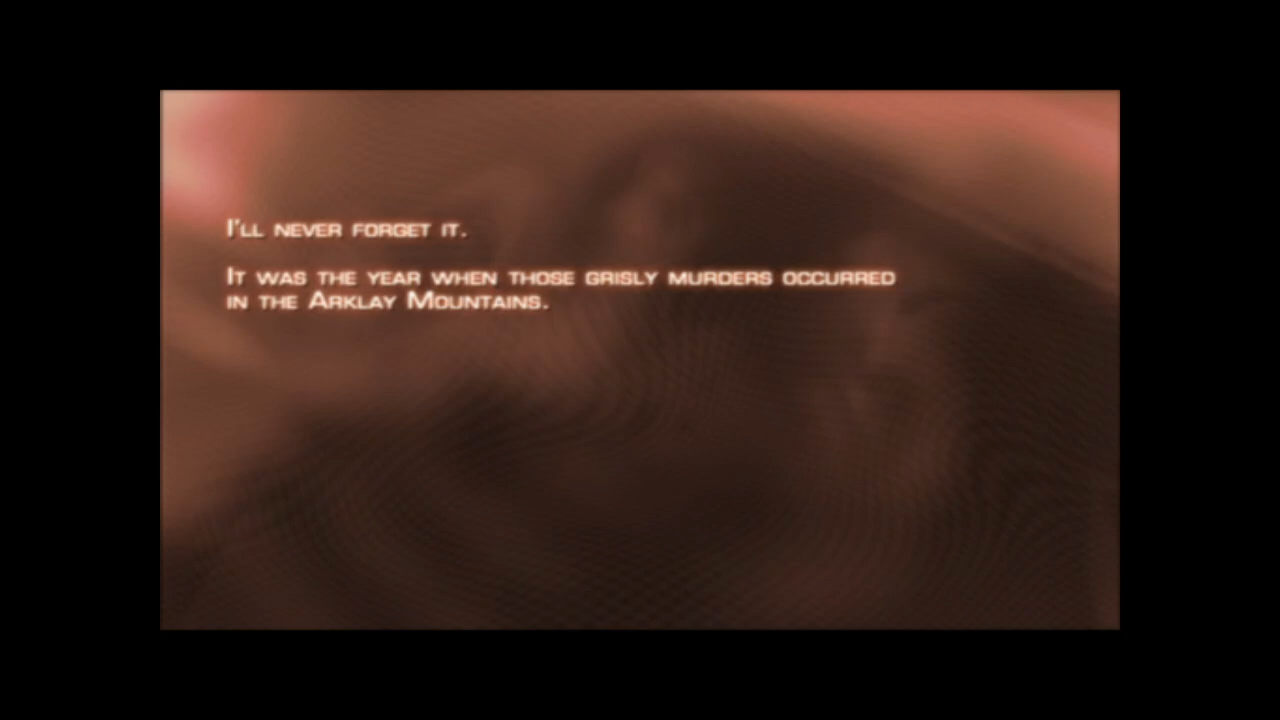 I'll never forget it.
It was the year when those grisly murders occurred
in the Arklay Mountains.